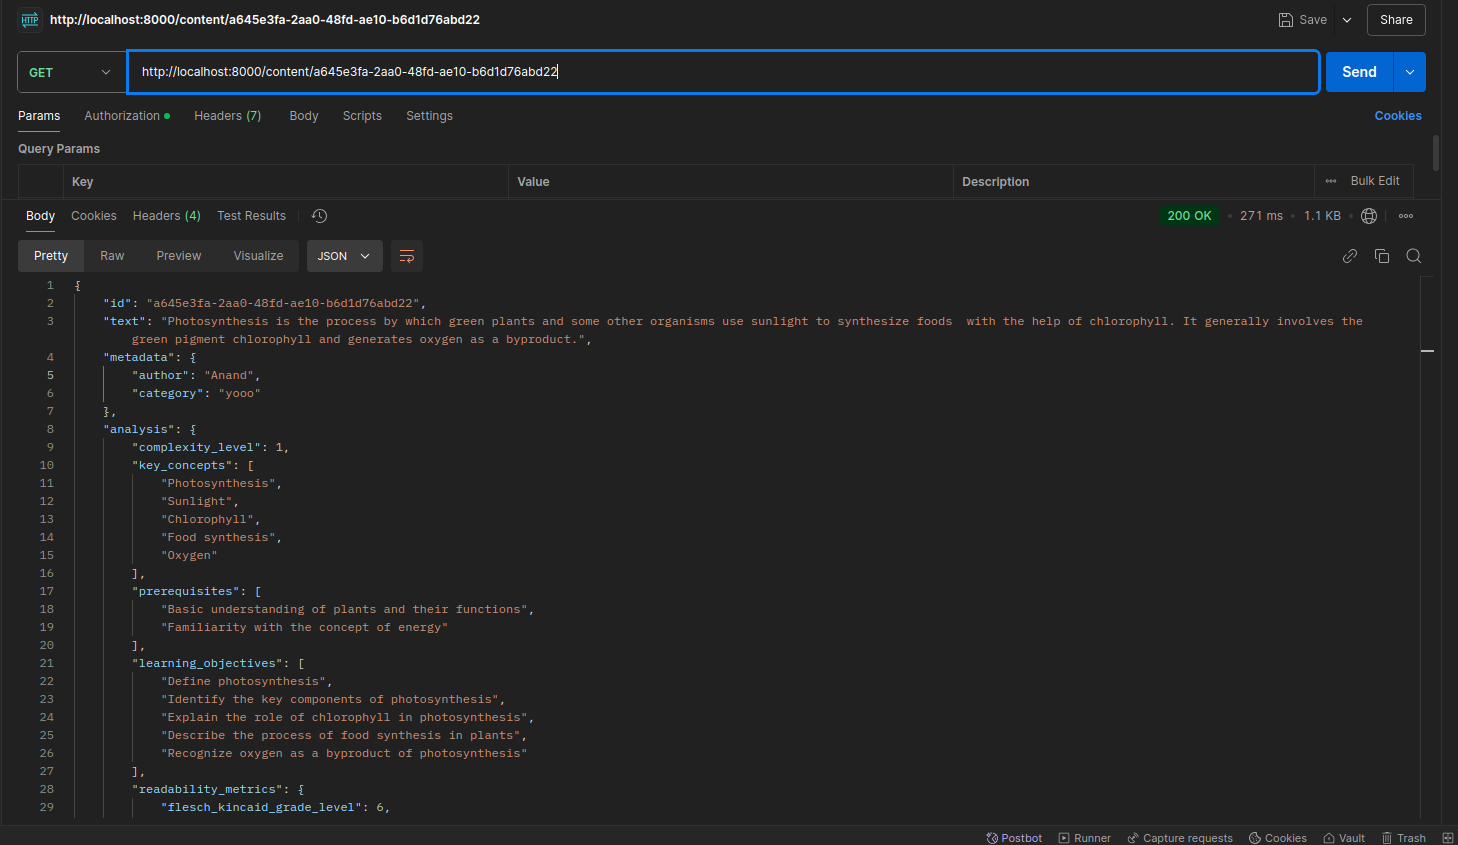 HTTP http://localhost:8000/content/a645e3fa-2aa0-48fd-ae10-b6d1d76abd22 Save Share
GET http://localhost:8000/content/a645e3fa-2aa0-48fd-ae10-b6d1d76abd22 Send
Params Authorization Headers (7) Body Scripts Settings Cookies
Query Params
Key Value Description Bulk Edit
Body Cookies Headers (4) Test Results 200 OK 271 ms 1.1 KB
Pretty Raw Preview Visualize JSON
1 {
2 "id": "a645e3fa-2aa0-48fd-ae10-b6d1d76abd22",
3 "text": "Photosynthesis is the process by which green plants and some other organisms use sunlight to synthesize foods  with the help of chlorophyll. It generally involves the
green pigment chlorophyll and generates oxygen as a byproduct.",
4 "metadata": {
5 "author": "Anand",
6 "category": "yooo"
7 },
8 "analysis": {
9 "complexity_level": 1,
10 "key_concepts": [
11 "Photosynthesis",
12 "Sunlight",
13 "Chlorophyll",
14 "Food synthesis",
15 "Oxygen"
16 ],
17 "prerequisites": [
18 "Basic understanding of plants and their functions",
19 "Familiarity with the concept of energy"
20 ],
21 "learning_objectives": [
22 "Define photosynthesis",
23 "Identify the key components of photosynthesis",
24 "Explain the role of chlorophyll in photosynthesis",
25 "Describe the process of food synthesis in plants",
26 "Recognize oxygen as a byproduct of photosynthesis"
27 ],
28 "readability_metrics": {
29 "flesch_kincaid_grade_level": 6,
Postbot Runner Capture requests Cookies Vault Trash